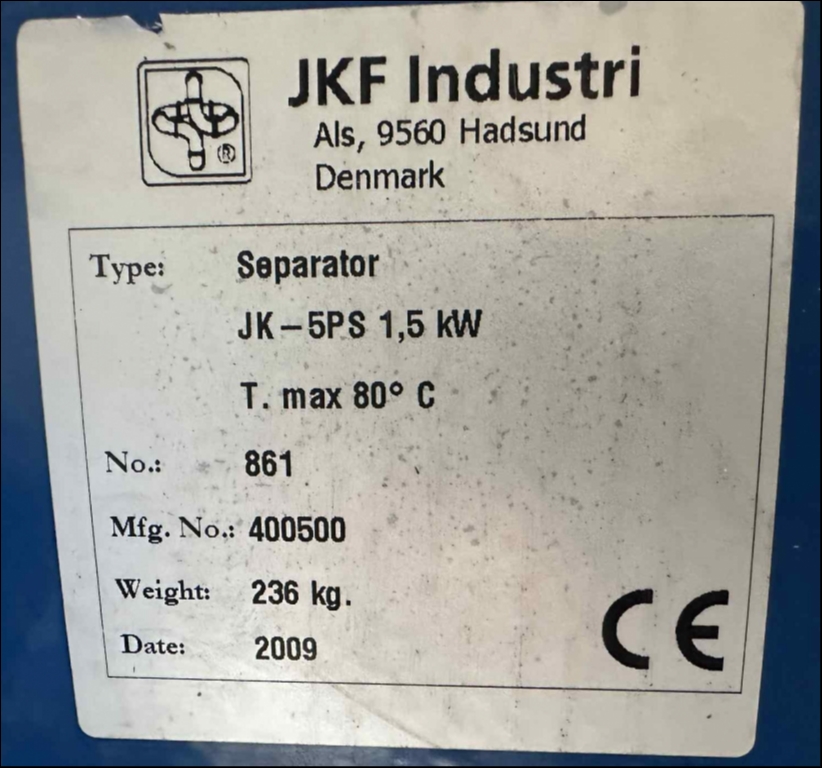 JKF Industri
Als, 9560 Hadsund
Denmark
®
Type: Separator
JK-5PS 1,5 kW
T. max 80° C
No.: 861
Mfg. No.: 400500
Weight: 236 kg.
Date: 2009
CE